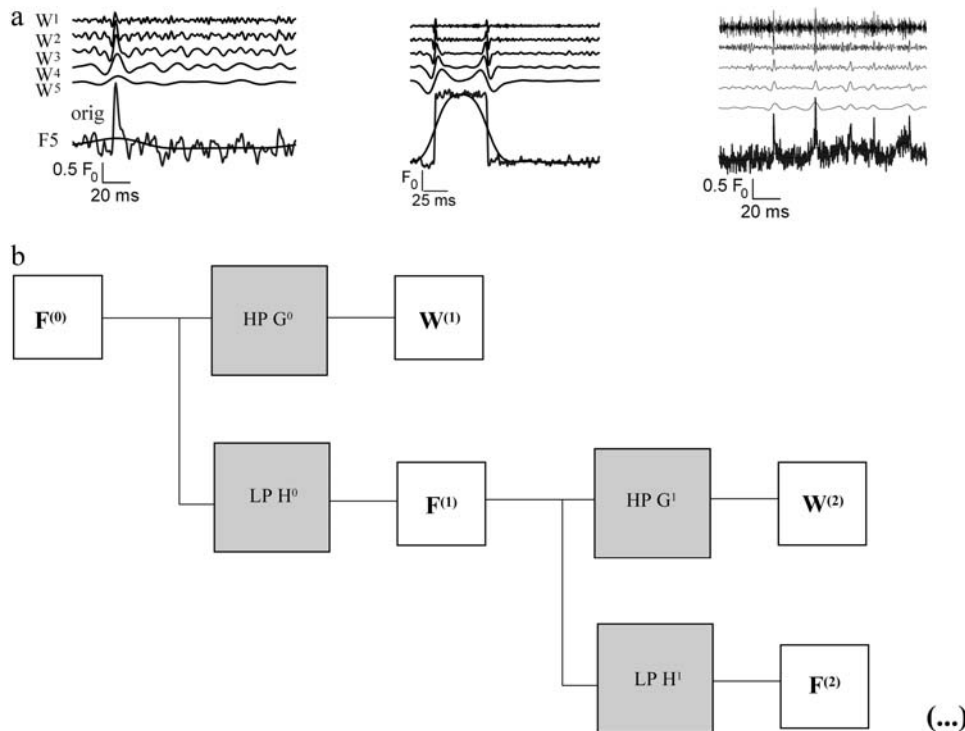 a
W¹
W²
W³
W⁴
W⁵
orig
F5
0.5 F₀
20 ms
F₀
25 ms
0.5 F₀
20 ms
b
F⁽⁰⁾
HP G⁰
W⁽¹⁾
LP H⁰
F⁽¹⁾
HP G¹
W⁽²⁾
LP H¹
F⁽²⁾
(...)